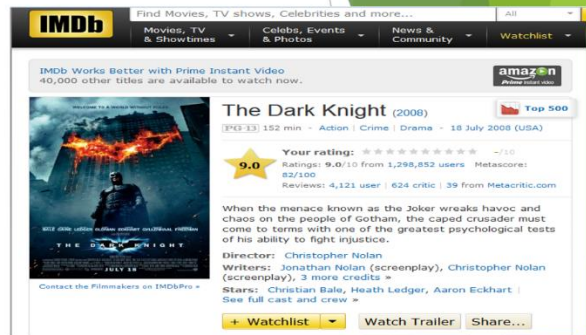 IMDb
Find Movies, TV shows, Celebrities and more...
All
Movies, TV
& Showtimes
Celebs, Events
& Photos
News &
Community
Watchlist
IMDb Works Better with Prime Instant Video
40,000 other titles are available to watch now.
amazon
Prime instant video
WELCOME TO A WORLD WITHOUT RULES
THE DARK KNIGHT
JULY 18
Contact the Filmmakers on IMDbPro »
The Dark Knight (2008)
Top 500
PG-13 152 min - Action | Crime | Drama - 18 July 2008 (USA)
9.0
Your rating: -/10
Ratings: 9.0/10 from 1,298,852 users Metascore:
82/100
Reviews: 4,121 user | 624 critic | 39 from Metacritic.com
When the menace known as the Joker wreaks havoc and
chaos on the people of Gotham, the caped crusader must
come to terms with one of the greatest psychological tests
of his ability to fight injustice.
Director: Christopher Nolan
Writers: Jonathan Nolan (screenplay), Christopher Nolan
(screenplay), 3 more credits »
Stars: Christian Bale, Heath Ledger, Aaron Eckhart |
See full cast and crew »
+ Watchlist
Watch Trailer
Share...